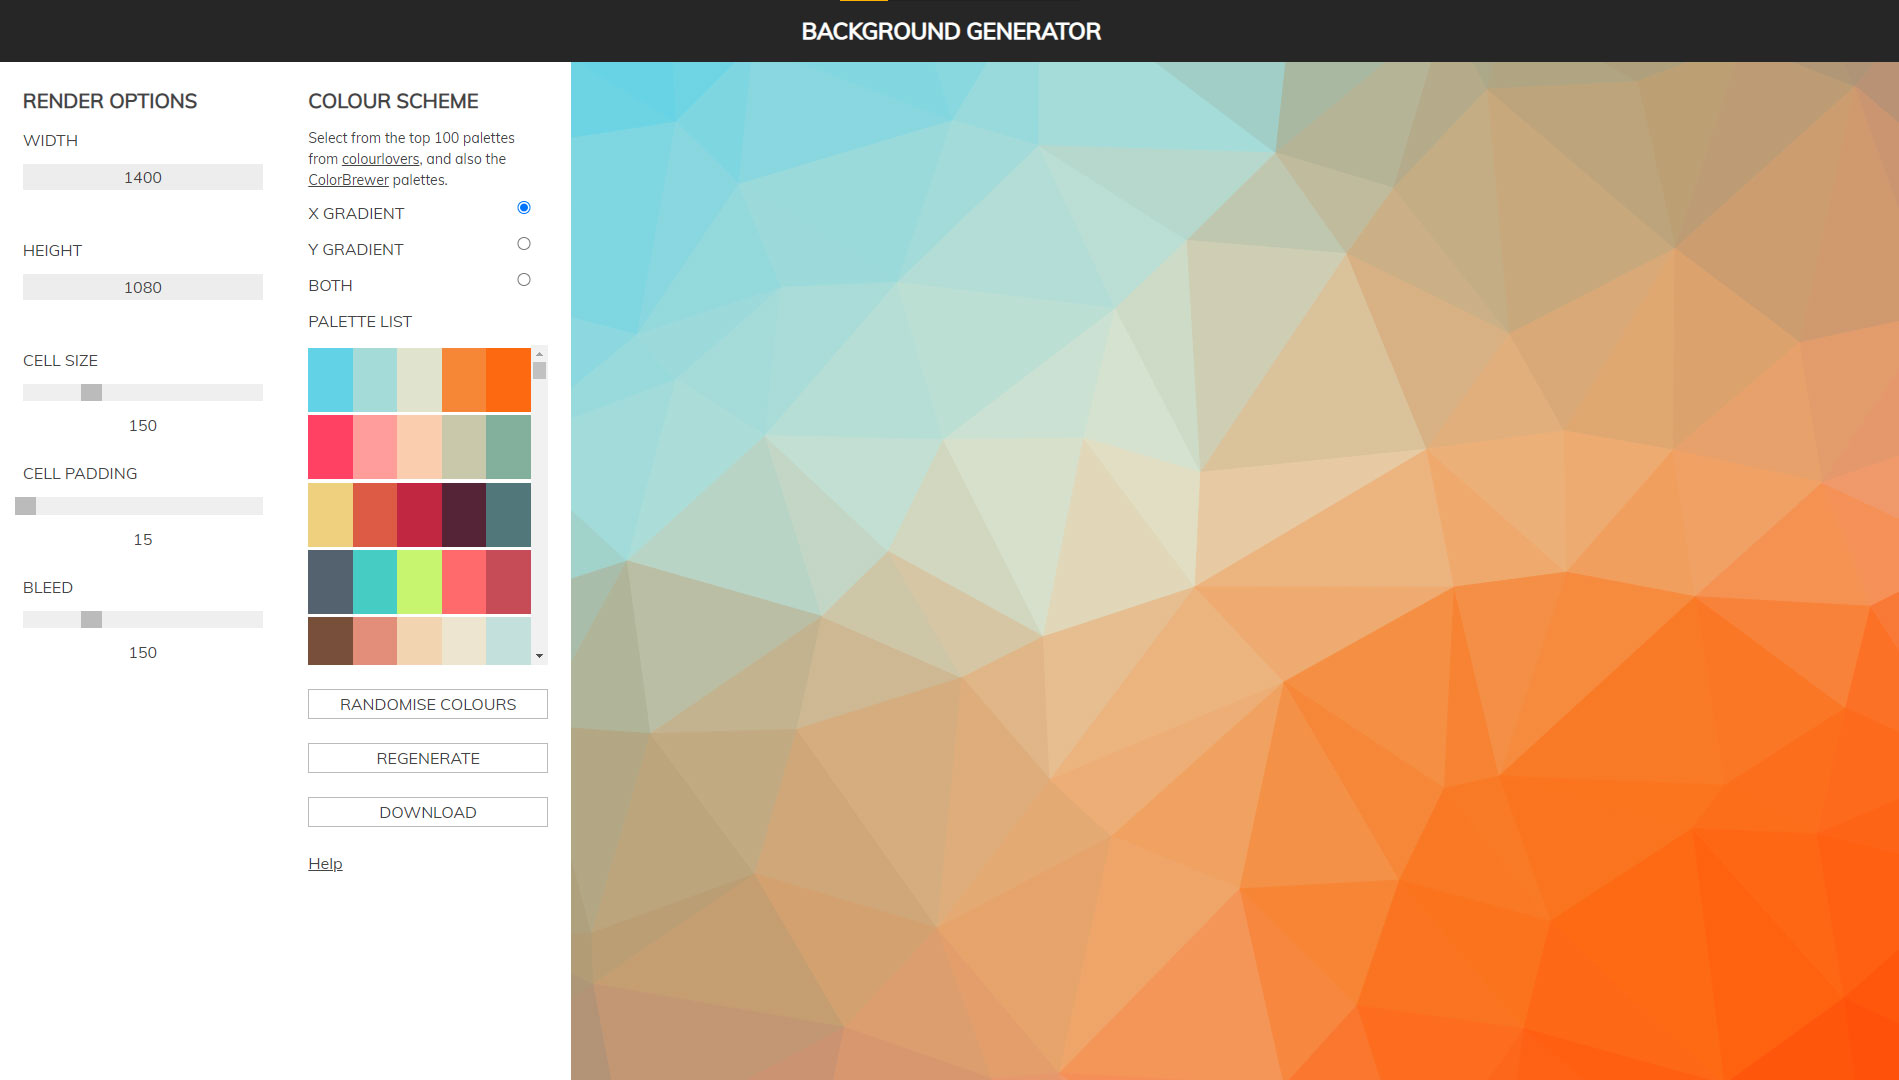 BACKGROUND GENERATOR
RENDER OPTIONS
WIDTH
1400
HEIGHT
1080
CELL SIZE
150
CELL PADDING
15
BLEED
150
COLOUR SCHEME
Select from the top 100 palettes
from colourlovers, and also the
ColorBrewer palettes.
X GRADIENT
Y GRADIENT
BOTH
PALETTE LIST
RANDOMISE COLOURS
REGENERATE
DOWNLOAD
Help